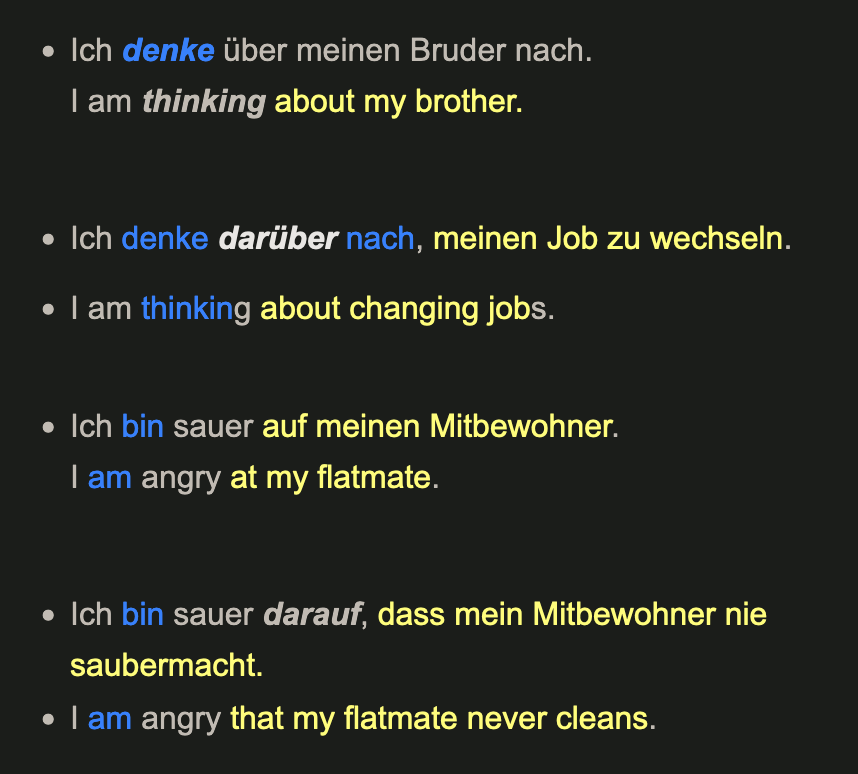 • Ich denke über meinen Bruder nach.
I am thinking about my brother.
• Ich denke darüber nach, meinen Job zu wechseln.
• I am thinking about changing jobs.
• Ich bin sauer auf meinen Mitbewohner.
I am angry at my flatmate.
• Ich bin sauer darauf, dass mein Mitbewohner nie
saubermacht.
• I am angry that my flatmate never cleans.